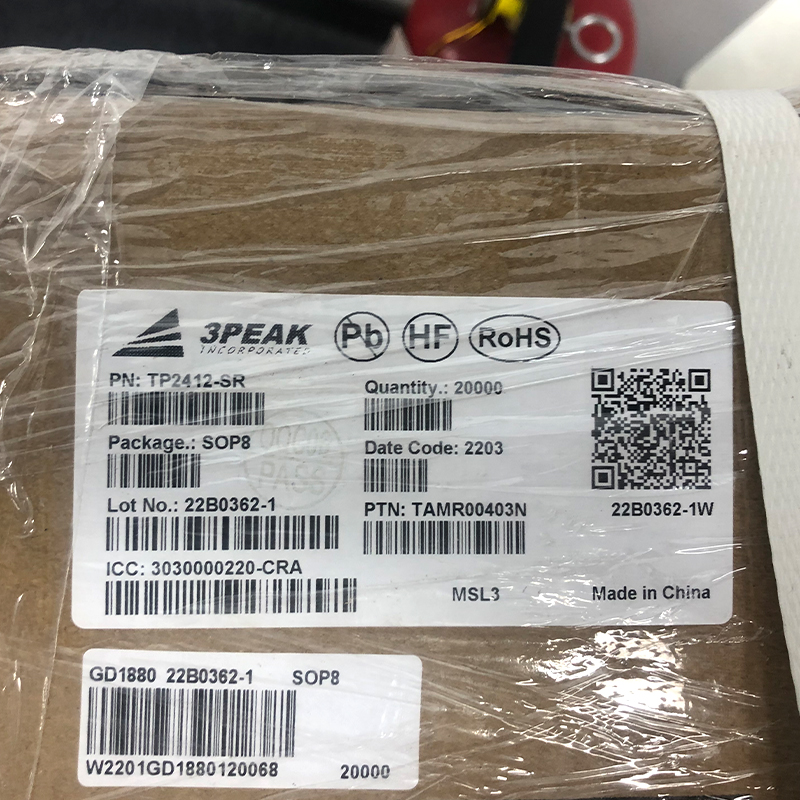 3PEAK
INCORPORATED
Pb HF RoHS
PN: TP2412-SR
Quantity.: 20000
Package.: SOP8
Date Code: 2203
PASS
Lot No.: 22B0362-1
PTN: TAMR00403N
22B0362-1W
ICC: 3030000220-CRA
MSL3
Made in China
GD1880 22B0362-1 SOP8
W2201GD1880120068 20000